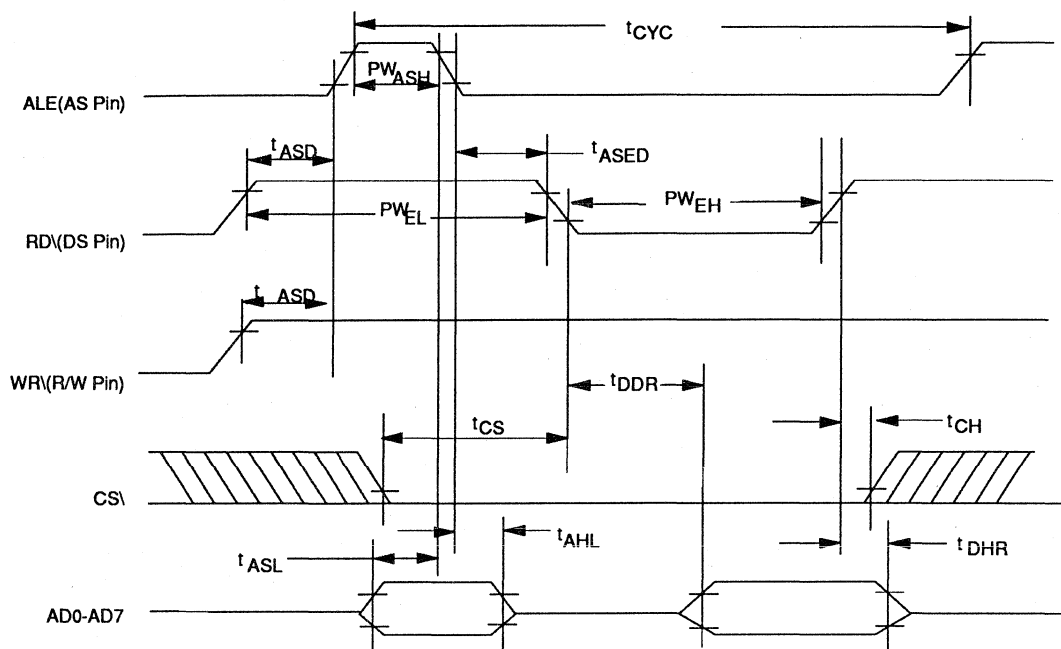 tCYC
PWASH
ALE(AS Pin)
tASD
tASED
PWEL
PWEH
RD\(DS Pin)
tASD
WR\(R/W Pin)
tDDR
tCS
tCH
CS\
tAHL
tASL
tDHR
AD0-AD7